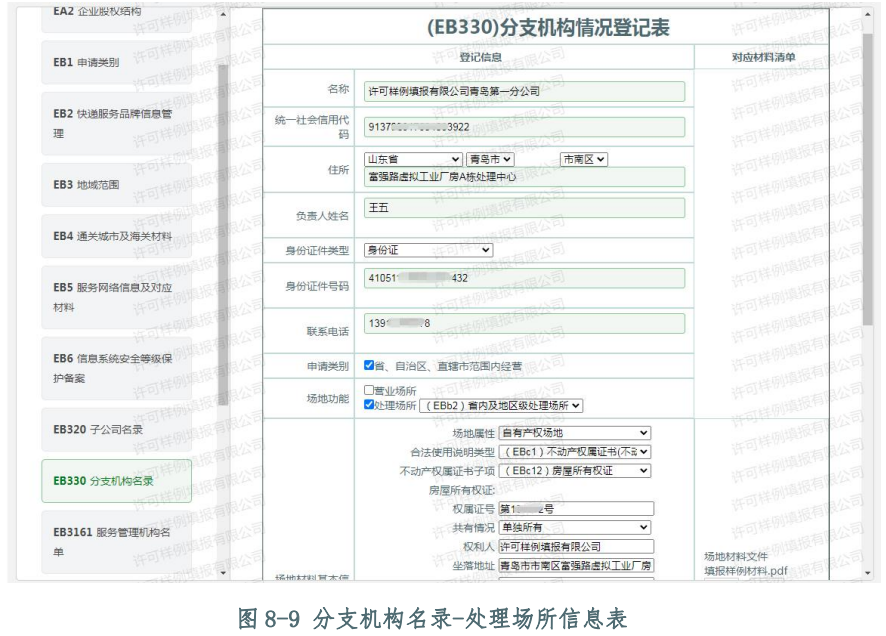 EA2 企业股权结构
EB1 申请类别
EB2 快递服务品牌信息管
理
EB3 地域范围
EB4 通关城市及海关材料
EB5 服务网络信息及对应
材料
EB6 信息系统安全等级保
护备案
EB320 子公司名录
EB330 分支机构名录
EB3161 服务管理机构名
单
(EB330)分支机构情况登记表
登记信息 对应材料清单
名称 许可样例填报有限公司青岛第一分公司
统一社会信用代
码
9137 3922
住所 山东省 青岛市 市南区
富强路虚拟工业厂房A栋处理中心
负责人姓名 王五
身份证件类型 身份证
身份证件号码 4105 432
联系电话 139 8
申请类别 省、自治区、直辖市范围内经营
场地功能 营业场所
处理场所 （EBb2）省内及地区级处理场所
场地属性 自有产权场地
合法使用说明类型 （EBc1）不动产权属证书(不动
不动产权属证书子项 （EBc12）房屋所有权证
房屋所有权证:
权属证号 第1 2号
共有情况 单独所有
权利人 许可样例填报有限公司
坐落地址 青岛市市南区富强路虚拟工业厂房
场地材料基本信
场地材料文件
填报样例材料.pdf
许可样例填报有限公司
图 8-9 分支机构名录-处理场所信息表